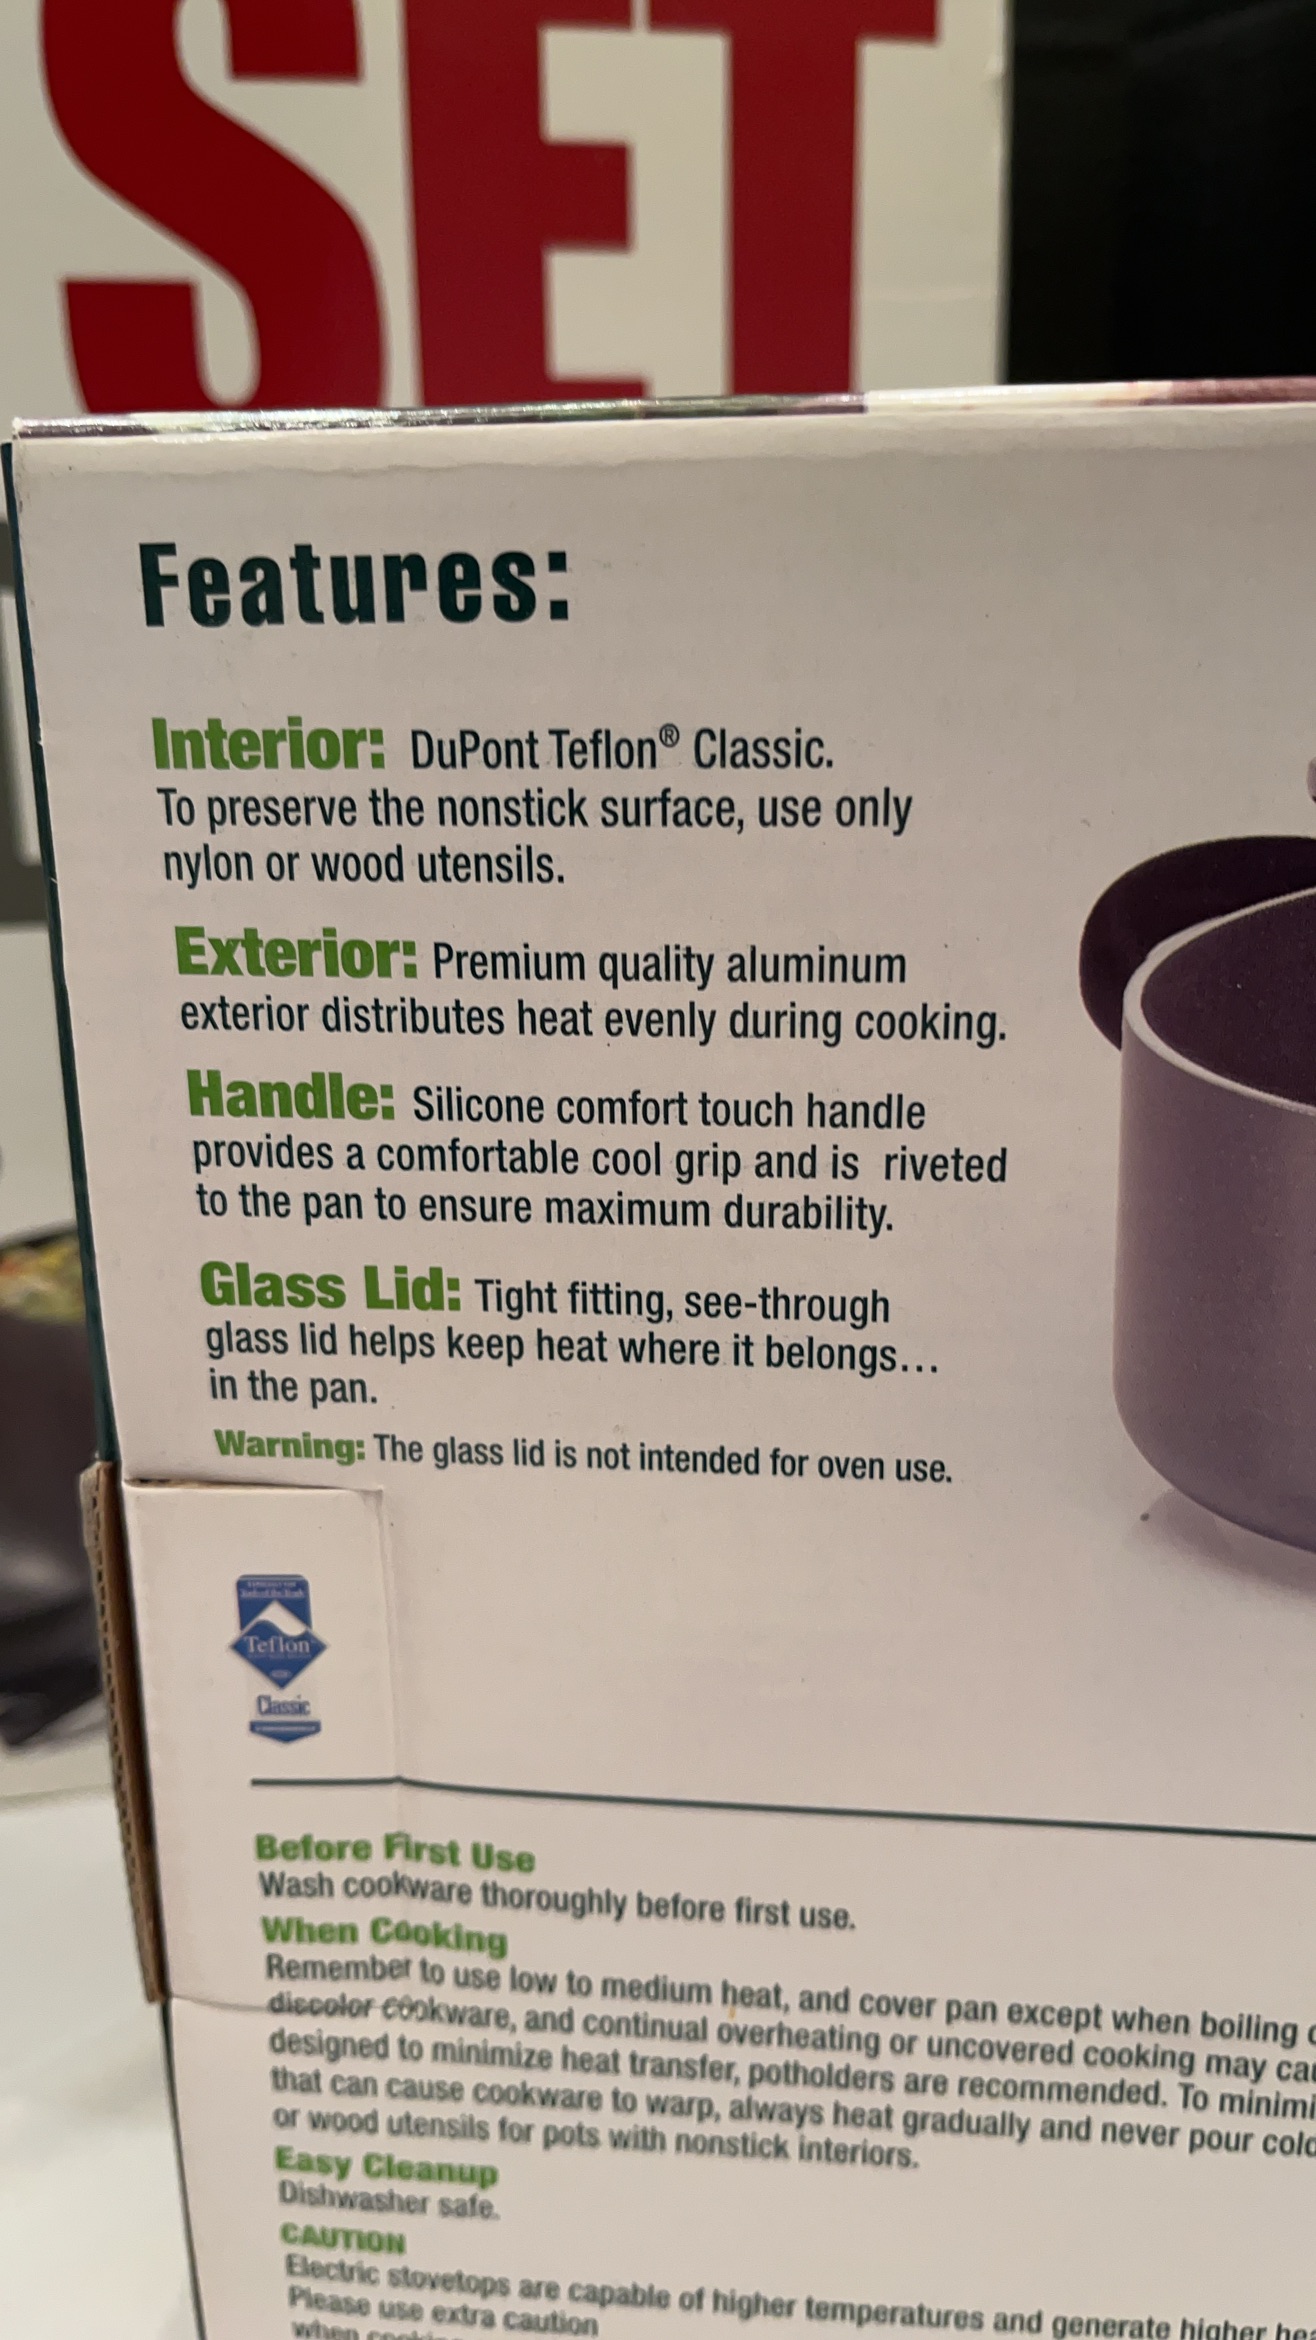 SET
Features:
Interior: DuPont Teflon® Classic.
To preserve the nonstick surface, use only
nylon or wood utensils.
Exterior: Premium quality aluminum
exterior distributes heat evenly during cooking.
Handle: Silicone comfort touch handle
provides a comfortable cool grip and is riveted
to the pan to ensure maximum durability.
Glass Lid: Tight fitting, see-through
glass lid helps keep heat where it belongs...
in the pan.
Warning: The glass lid is not intended for oven use.
Teflon
Classic
Before First Use
Wash cookware thoroughly before first use.
When Cooking
Remember to use low to medium heat, and cover pan except when boiling
discolor cookware, and continual overheating or uncovered cooking may
designed to minimize heat transfer, potholders are recommended. To
that can cause cookware to warp, always heat gradually and never pour
or wood utensils for pots with nonstick interiors.
Easy Cleanup
Dishwasher safe.
CAUTION
Electric stovetops are capable of higher temperatures and generate higher
Please use extra caution
when